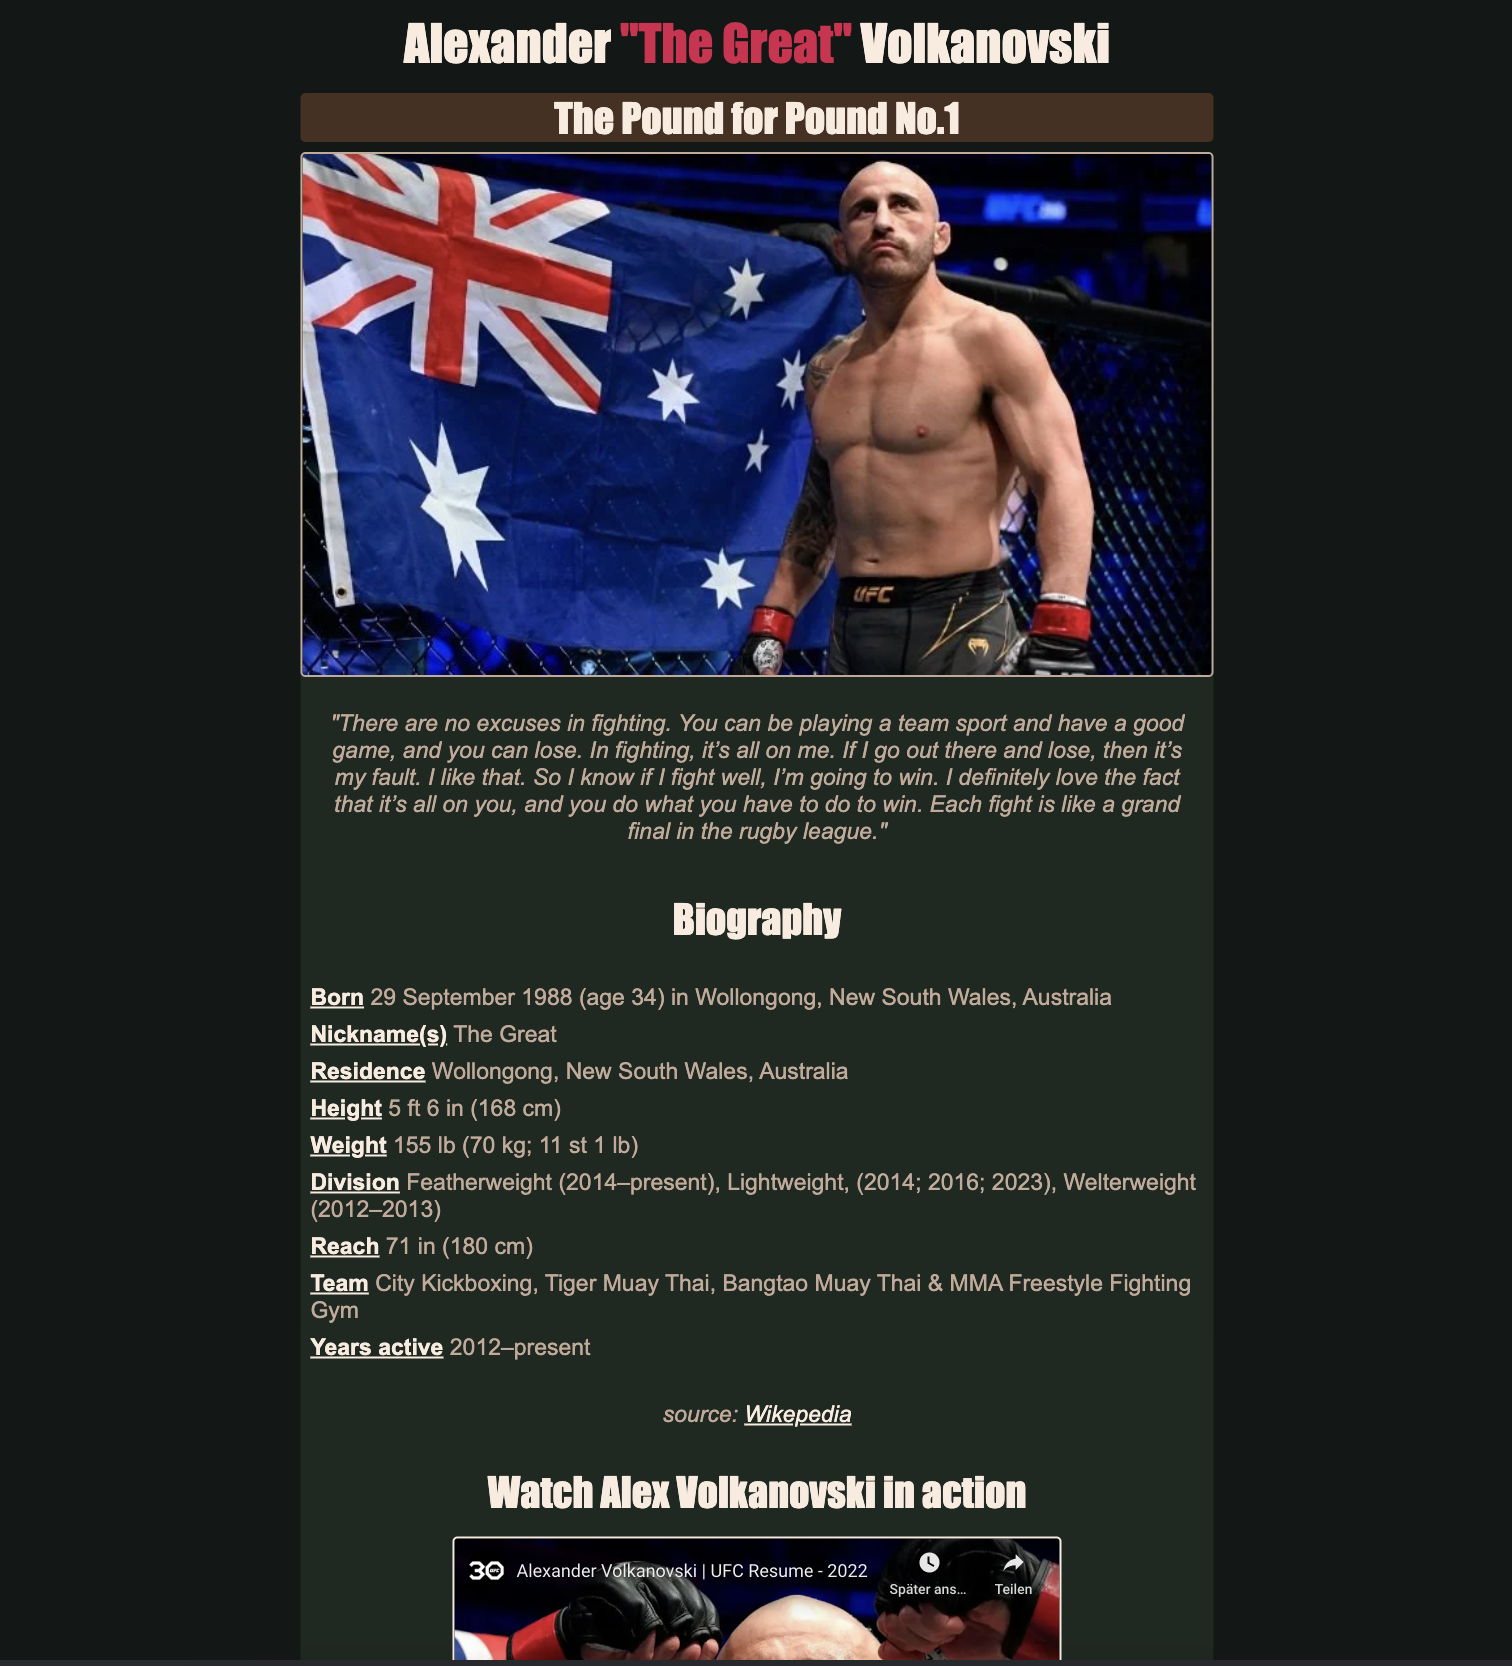 Alexander "The Great" Volkanovski
The Pound for Pound No.1
UFC
UFC
"There are no excuses in fighting. You can be playing a team sport and have a good
game, and you can lose. In fighting, it’s all on me. If I go out there and lose, then it’s
my fault. I like that. So I know if I fight well, I’m going to win. I definitely love the fact
that it’s all on you, and you do what you have to do to win. Each fight is like a grand
final in the rugby league."
Biography
Born 29 September 1988 (age 34) in Wollongong, New South Wales, Australia
Nickname(s) The Great
Residence Wollongong, New South Wales, Australia
Height 5 ft 6 in (168 cm)
Weight 155 lb (70 kg; 11 st 1 lb)
Division Featherweight (2014–present), Lightweight, (2014; 2016; 2023), Welterweight
(2012–2013)
Reach 71 in (180 cm)
Team City Kickboxing, Tiger Muay Thai, Bangtao Muay Thai & MMA Freestyle Fighting
Gym
Years active 2012–present
source: Wikepedia
Watch Alex Volkanovski in action
30 Alexander Volkanovski | UFC Resume - 2022
Später ans...
Teilen